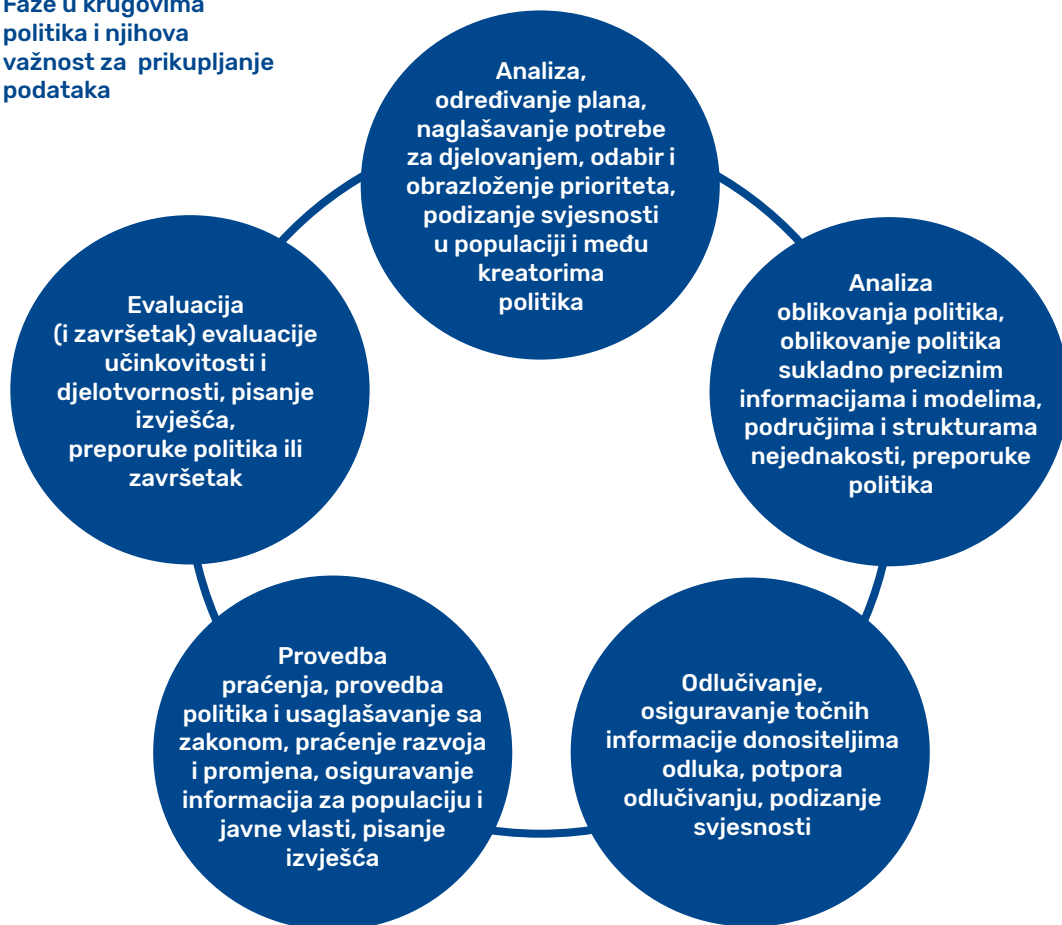 Faze u krugovima
politika i njihova
važnost za prikupljanje
podataka
Analiza,
određivanje plana,
naglašavanje potrebe
za djelovanjem, odabir i
obrazloženje prioriteta,
podizanje svjesnosti
u populaciji i među
kreatorima
politika
Analiza
oblikovanja politika,
oblikovanje politika
sukladno preciznim
informacijama i modelima,
područjima i strukturama
nejednakosti, preporuke
politika
Odlučivanje,
osiguravanje točnih
informacije donositeljima
odluka, potpora
odlučivanju, podizanje
svjesnosti
Provedba
praćenja, provedba
politika i usaglašavanje sa
zakonom, praćenje razvoja
i promjena, osiguravanje
informacija za populaciju i
javne vlasti, pisanje
izvješća
Evaluacija
(i završetak) evaluacije
učinkovitosti i
djelotvornosti, pisanje
izvješća,
preporuke politika ili
završetak